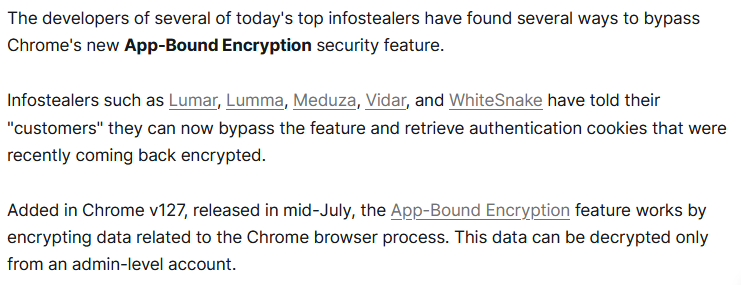 The developers of several of today's top infostealers have found several ways to bypass
Chrome's new App-Bound Encryption security feature.
Infostealers such as Lumar, Lumma, Meduza, Vidar, and WhiteSnake have told their
"customers" they can now bypass the feature and retrieve authentication cookies that were
recently coming back encrypted.
Added in Chrome v127, released in mid-July, the App-Bound Encryption feature works by
encrypting data related to the Chrome browser process. This data can be decrypted only
from an admin-level account.